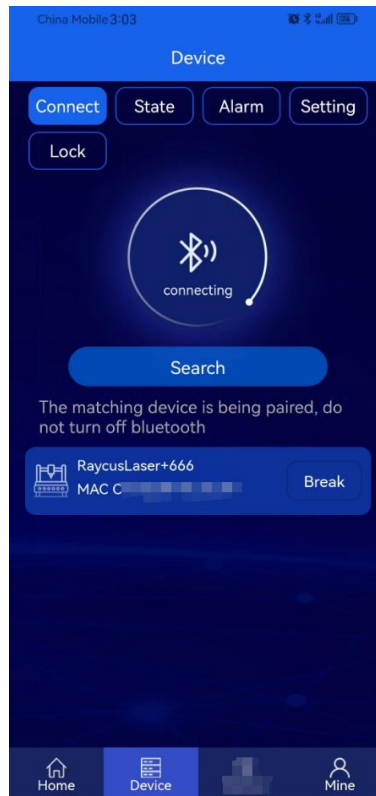 China Mobile 3:03
Device
Connect State Alarm Setting
Lock
connecting
Search
The matching device is being paired, do
not turn off bluetooth
RaycusLaser+666
MAC C
Break
Home Device Mine